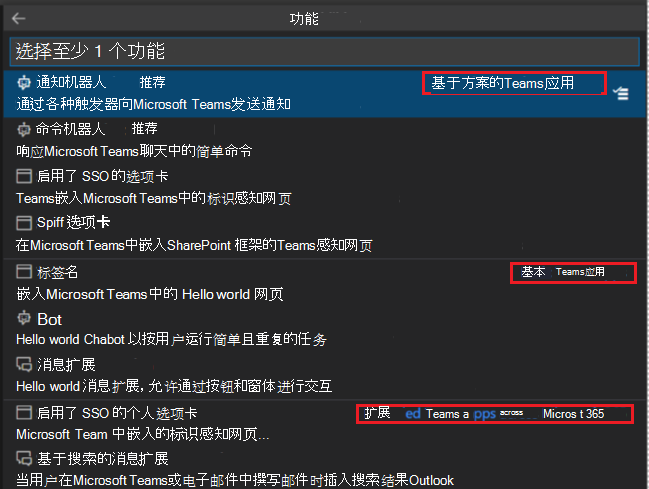 功能
选择至少 1 个功能
通知机器人 推荐 基于方案的Teams应用
通过各种触发器向Microsoft Teams发送通知
命令机器人 推荐
响应Microsoft Teams聊天中的简单命令
启用了 SSO的选项卡
Teams嵌入Microsoft Teams中的标识感知网页
Spiff 选项卡
在Microsoft Teams中嵌入SharePoint 框架的Teams感知网页
标签名 基本 Teams应用
嵌入Microsoft Teams中的 Hello world 网页
Bot
Hello world Chabot 以按用户运行简单且重复的任务
消息扩展
Hello world 消息扩展,允许通过按钮和窗体进行交互
启用了 SSO的个人选项卡 扩展 ed Teams a pps across Micros t 365
Microsoft Team 中嵌入的标识感知网页...
基于搜索的消息扩展
当用户在Microsoft Teams或电子邮件中撰写邮件时插入搜索结果Outlook